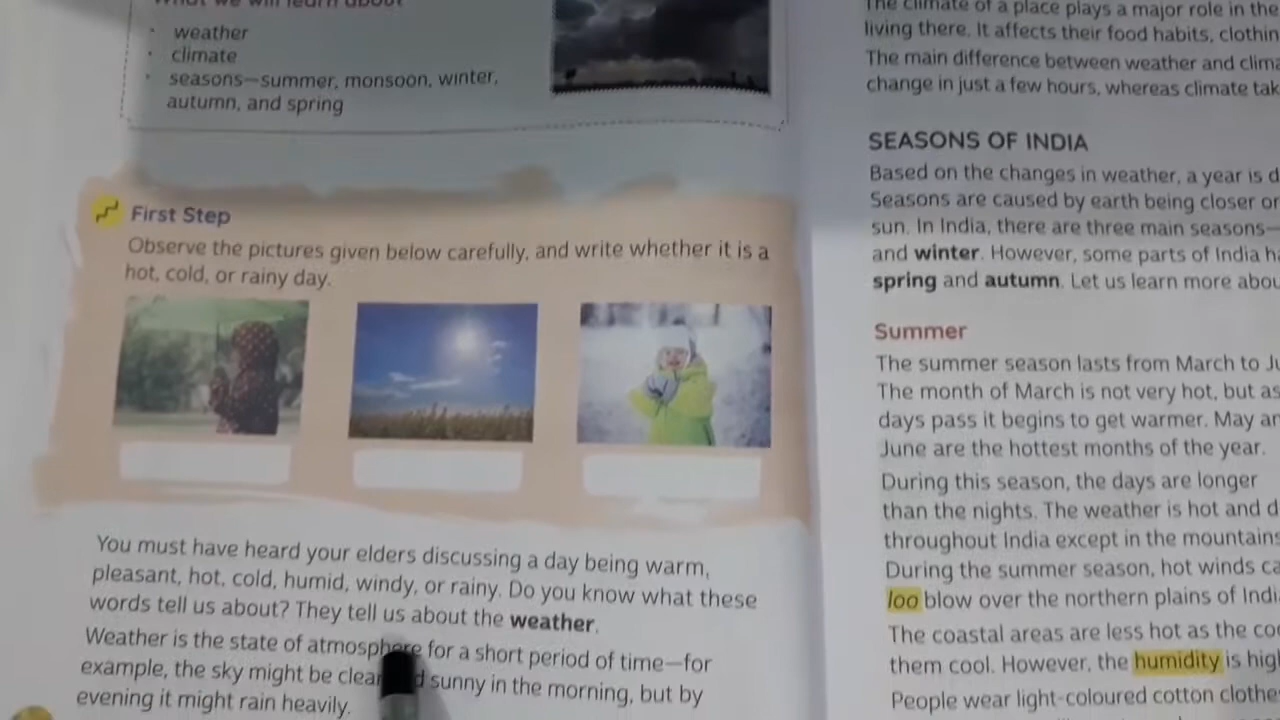 What we will learn about
weather
climate
seasons—summer, monsoon, winter,
autumn, and spring
First Step
Observe the pictures given below carefully, and write whether it is a
hot, cold, or rainy day.
You must have heard your elders discussing a day being warm,
pleasant, hot, cold, humid, windy, or rainy. Do you know what these
words tell us about? They tell us about the weather.
Weather is the state of atmosphere for a short period of time—for
example, the sky might be clear sunny in the morning, but by
evening it might rain heavily.
The climate of a place plays a major role in the
living there. It affects their food habits, clothin
The main difference between weather and clima
change in just a few hours, whereas climate tak
SEASONS OF INDIA
Based on the changes in weather, a year is d
Seasons are caused by earth being closer or
sun. In India, there are three main seasons—
and winter. However, some parts of India ha
spring and autumn. Let us learn more abou
Summer
The summer season lasts from March to Ju
The month of March is not very hot, but as
days pass it begins to get warmer. May an
June are the hottest months of the year.
During this season, the days are longer
than the nights. The weather is hot and d
throughout India except in the mountains
During the summer season, hot winds ca
loo blow over the northern plains of Indi
The coastal areas are less hot as the coo
them cool. However, the humidity is high
People wear light-coloured cotton clothe